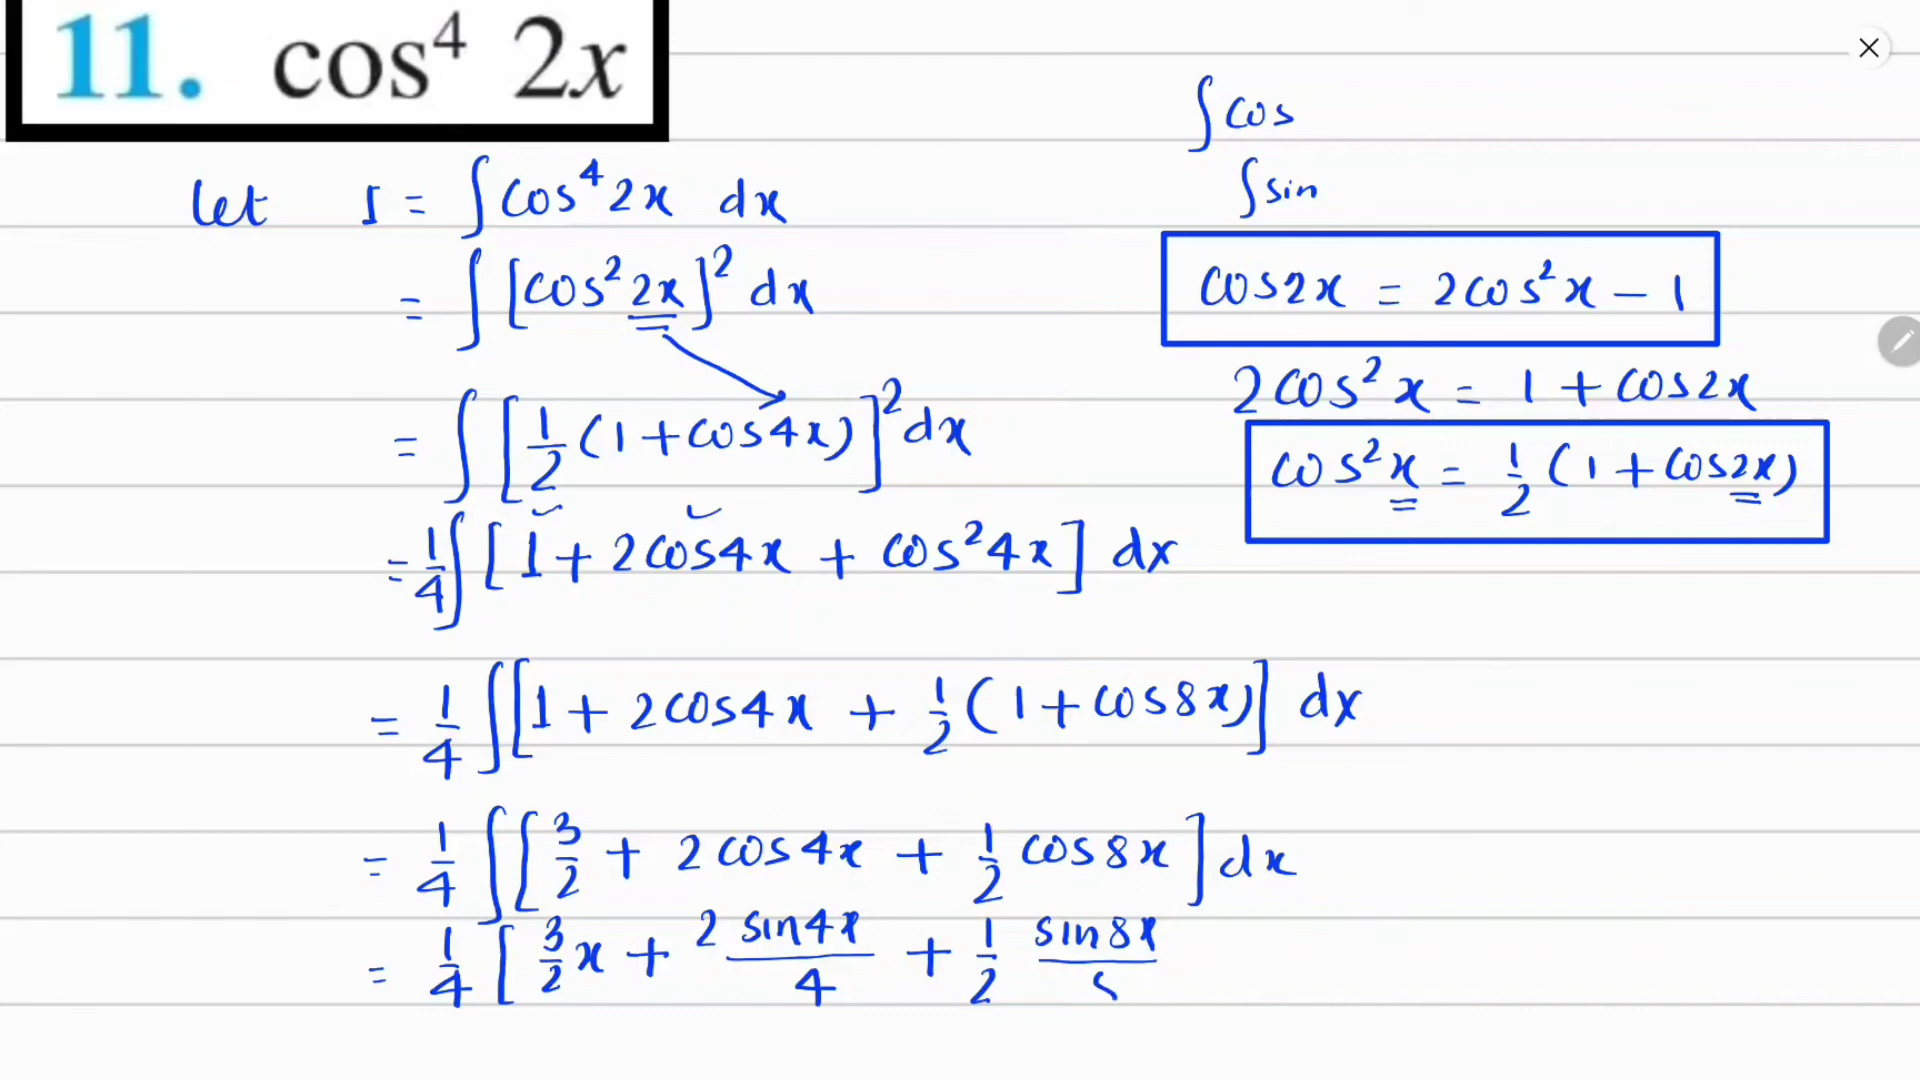 11. cos⁴ 2x
∫cos
∫sin
let I = ∫cos⁴2x dx
= ∫[cos²2x]² dx
cos2x = 2cos²x − 1
2cos²x = 1 + cos2x
= ∫[1/2(1+cos4x)]²dx
cos²x = 1/2(1+cos2x)
= 1/4∫[1 + 2cos4x + cos²4x] dx
= 1/4 ∫[1 + 2cos4x + 1/2(1+cos8x)] dx
= 1/4 ∫[3/2 + 2cos4x + 1/2 cos8x]dx
= 1/4 [3/2x + 2 sin4x/4 + 1/2 sin8x/